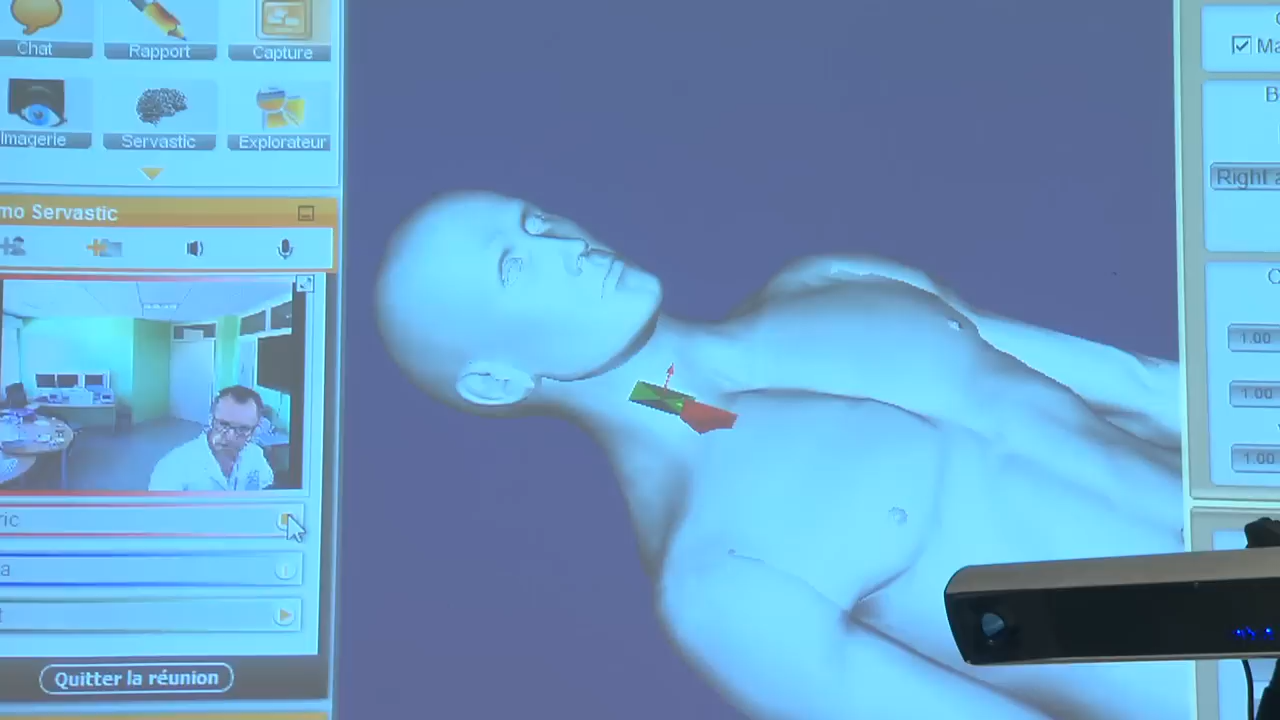 Chat
Rapport
Capture
Imagerie
Servastic
Explorateur
mo Servastic
ric
a
t
Quitter la réunion
Ma
B
Right a
1.00
1.00
1.00